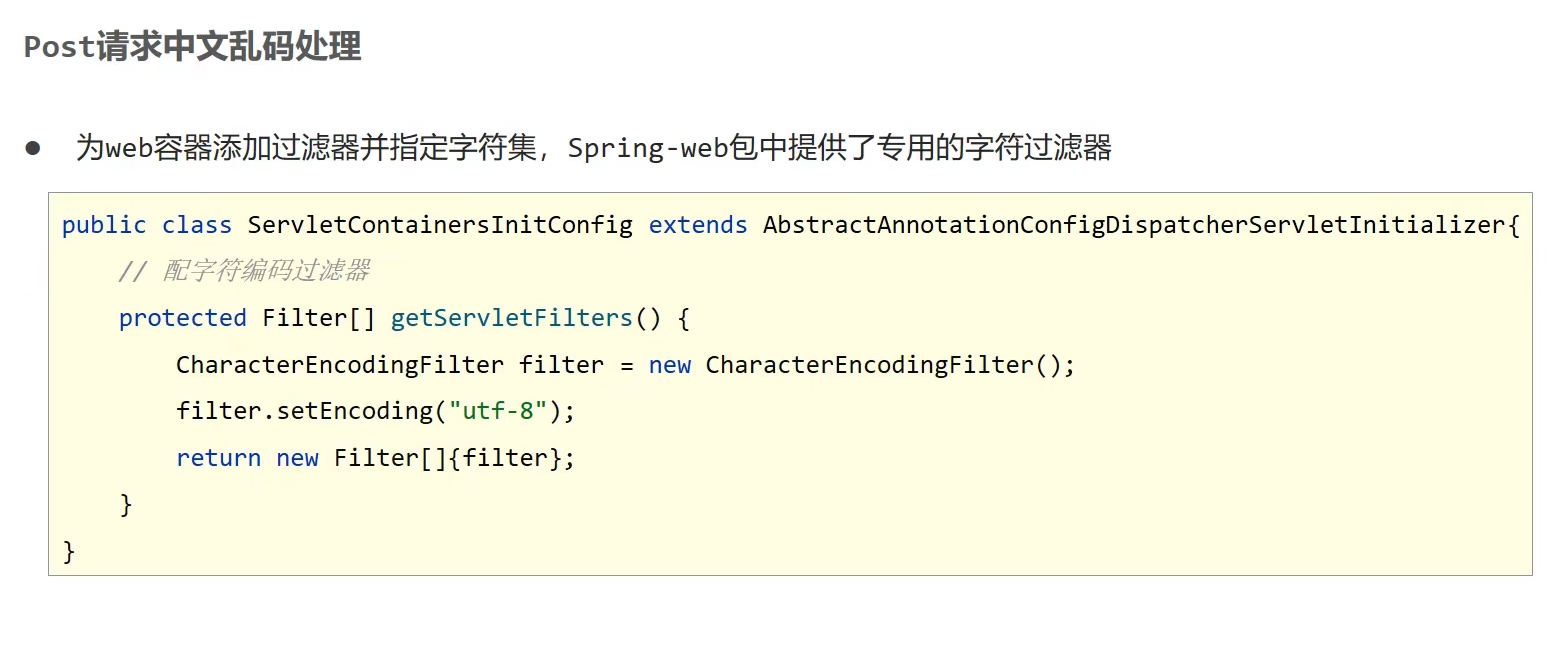 Post请求中文乱码处理
● 为web容器添加过滤器并指定字符集，Spring-web包中提供了专用的字符过滤器
public class ServletContainersInitConfig extends AbstractAnnotationConfigDispatcherServletInitializer{
    // 配字符编码过滤器
    protected Filter[] getServletFilters() {
        CharacterEncodingFilter filter = new CharacterEncodingFilter();
        filter.setEncoding("utf-8");
        return new Filter[]{filter};
    }
}